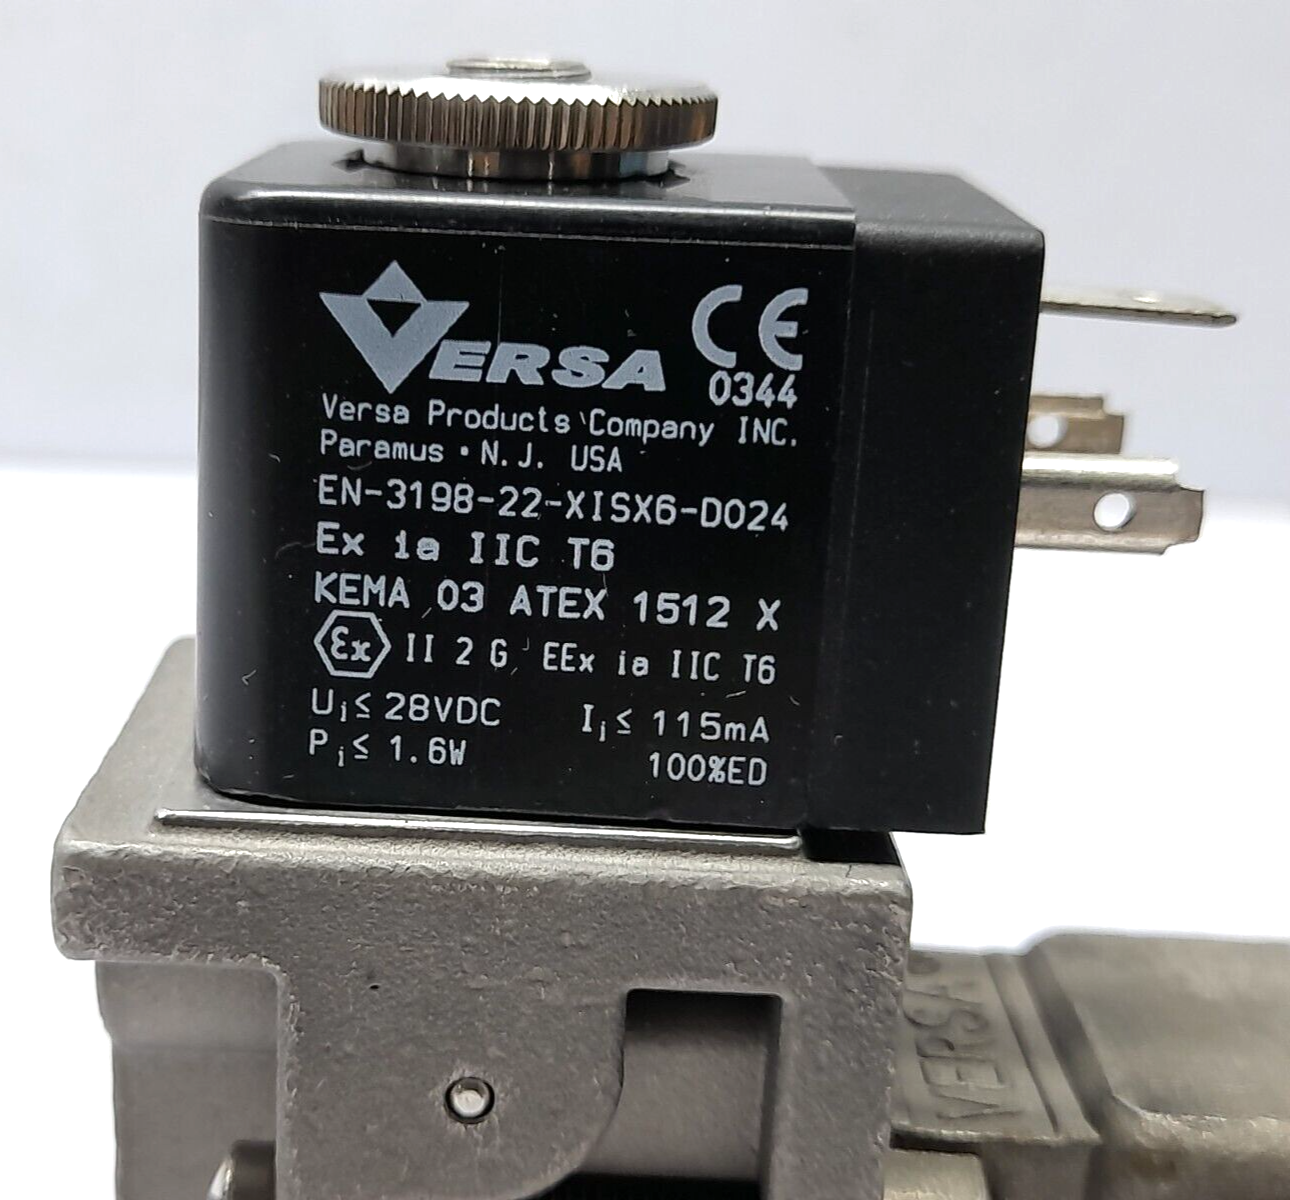 VERSA
CE
0344
Versa Products Company INC.
Paramus • N.J. USA
EN-3198-22-XISX6-D024
Ex ia IIC T6
KEMA 03 ATEX 1512 X
Ex II 2 G EEx ia IIC T6
Ui≤ 28VDC Ii≤ 115mA
Pi≤ 1.6W 100%ED
VERSA